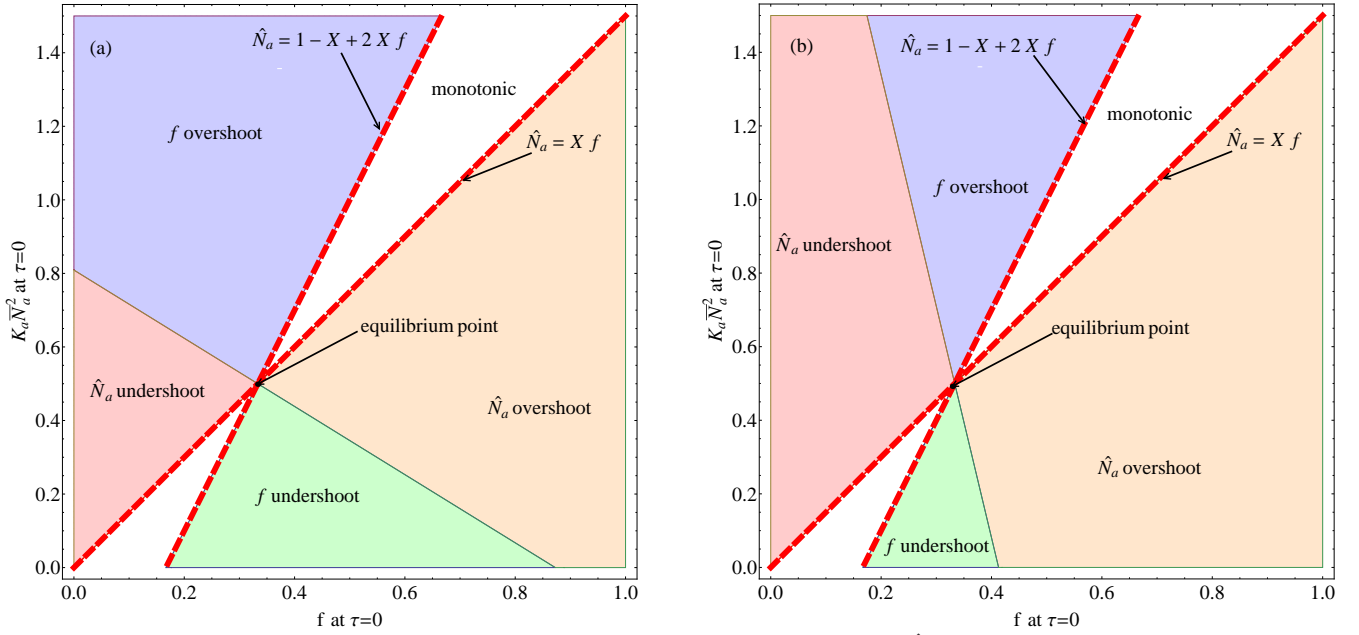 (a)
N̂ₐ = 1 − X + 2 X f
monotonic
f overshoot
N̂ₐ = X f
equilibrium point
N̂ₐ undershoot
N̂ₐ overshoot
f undershoot
1.4
1.2
1.0
0.8
0.6
0.4
0.2
0.0
KₐN̅ₐ² at τ=0
0.0 0.2 0.4 0.6 0.8 1.0
f at τ=0
(b)
N̂ₐ = 1 − X + 2 X f
monotonic
N̂ₐ = X f
f overshoot
N̂ₐ undershoot
equilibrium point
N̂ₐ overshoot
f undershoot
1.4
1.2
1.0
0.8
0.6
0.4
0.2
0.0
KₐN̅ₐ² at τ=0
0.0 0.2 0.4 0.6 0.8 1.0
f at τ=0